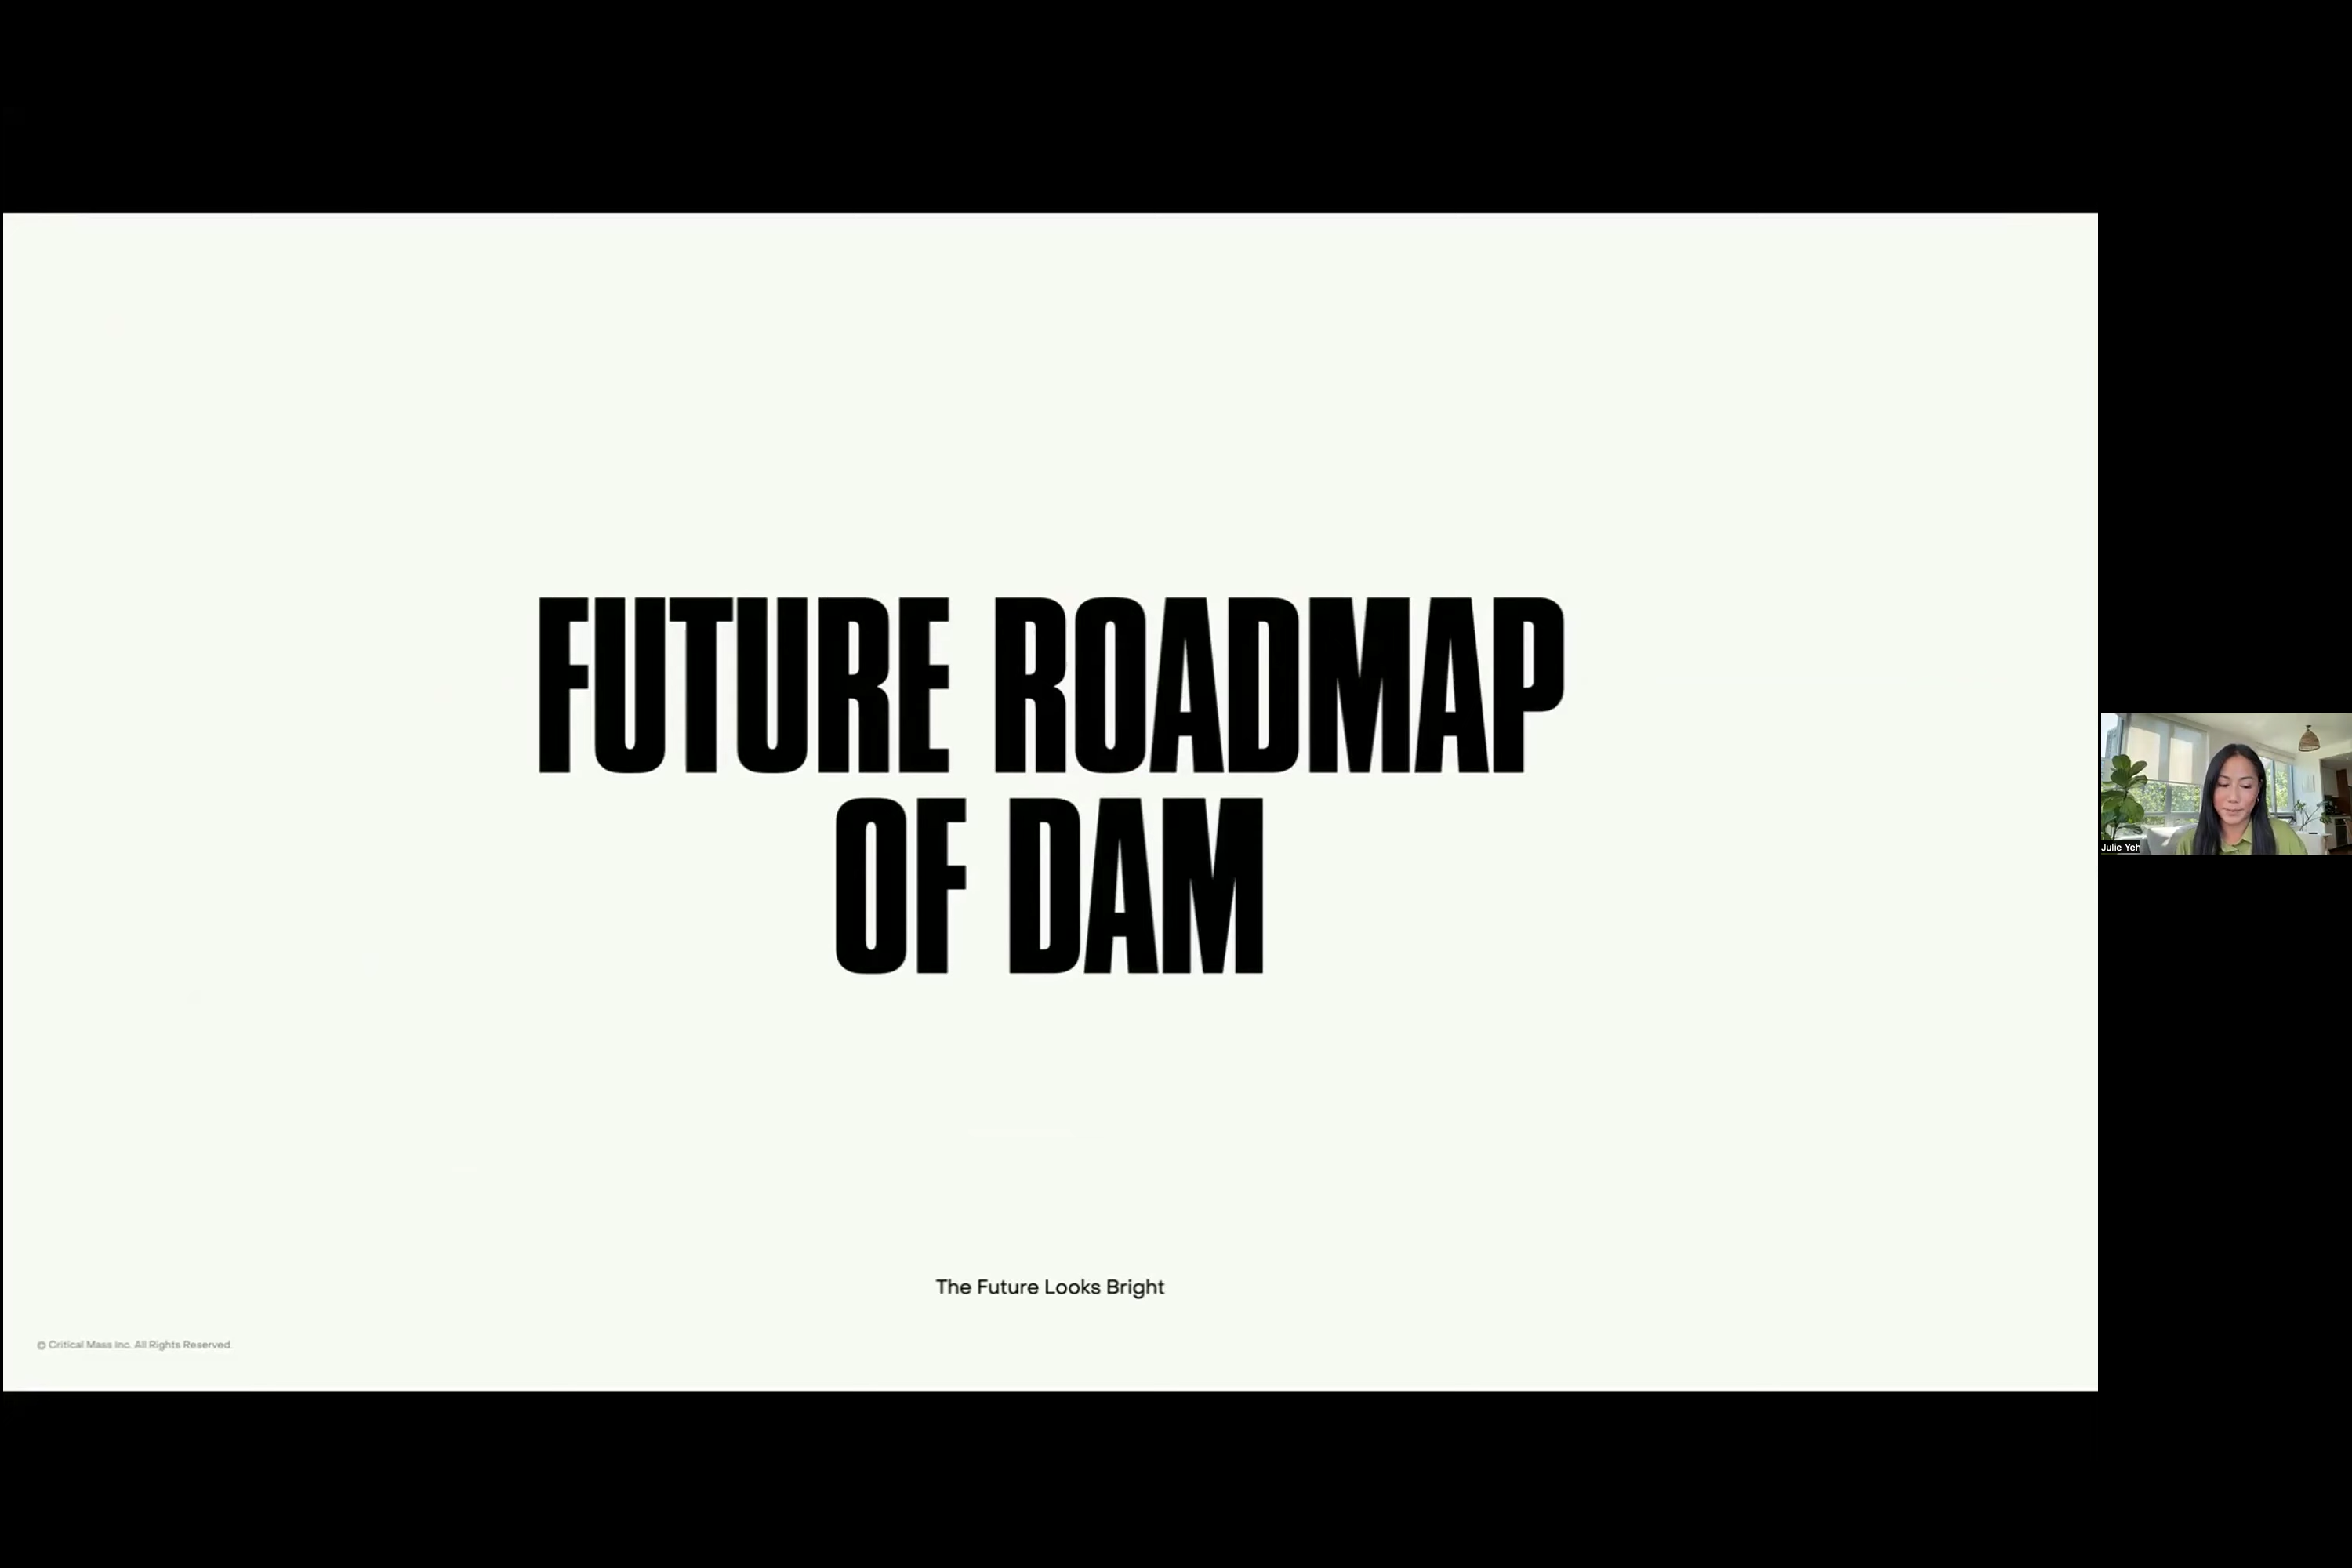 FUTURE ROADMAP
OF DAM
The Future Looks Bright
© Critical Mass Inc. All Rights Reserved.
Julie Yeh